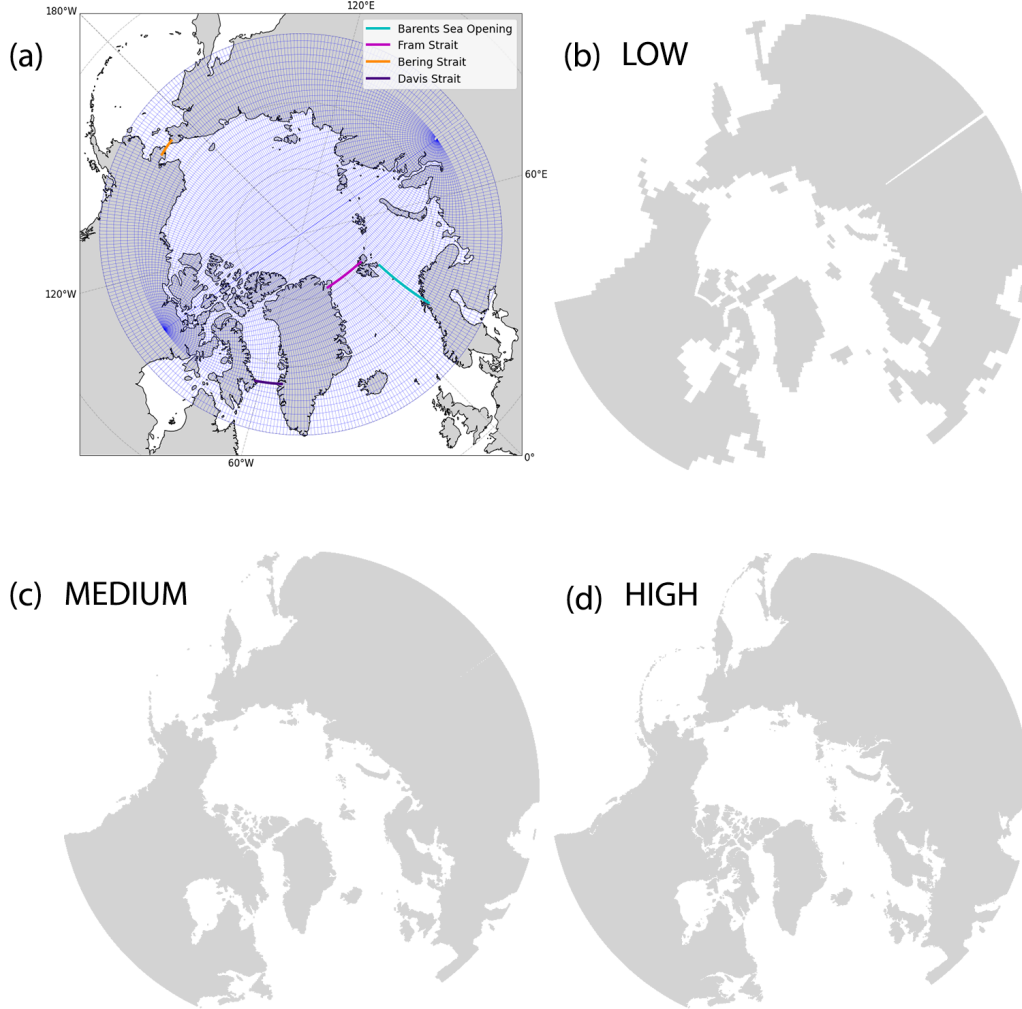 180°W
120°E
(a)
Barents Sea Opening
Fram Strait
Bering Strait
Davis Strait
60°E
120°W
60°W
0°
(b) LOW
(c) MEDIUM
(d) HIGH